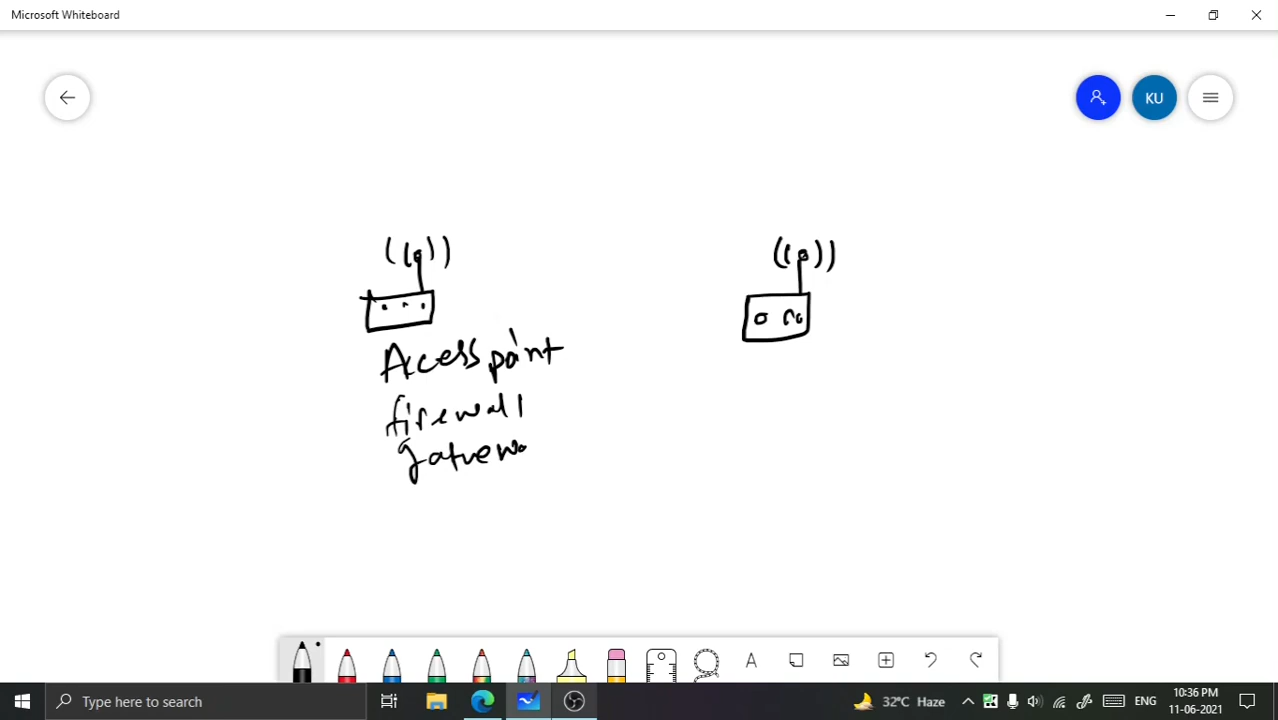 Microsoft Whiteboard
KU
Acess point
firewall
A
Type here to search
32°C Haze
ENG
10:36 PM
11-06-2021